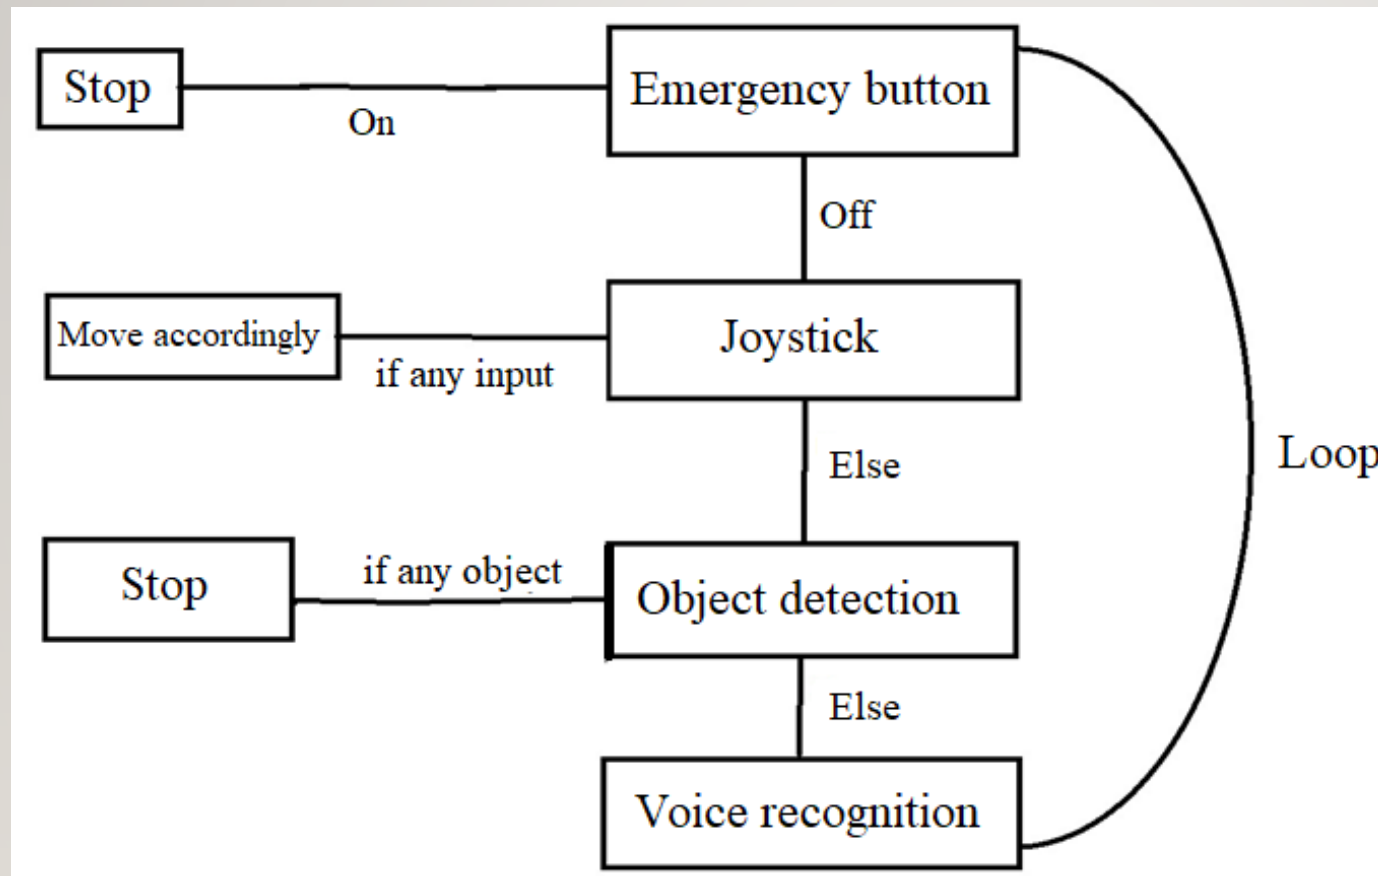 Stop
On
Emergency button
Off
Move accordingly
if any input
Joystick
Else
Loop
Stop
if any object
Object detection
Else
Voice recognition